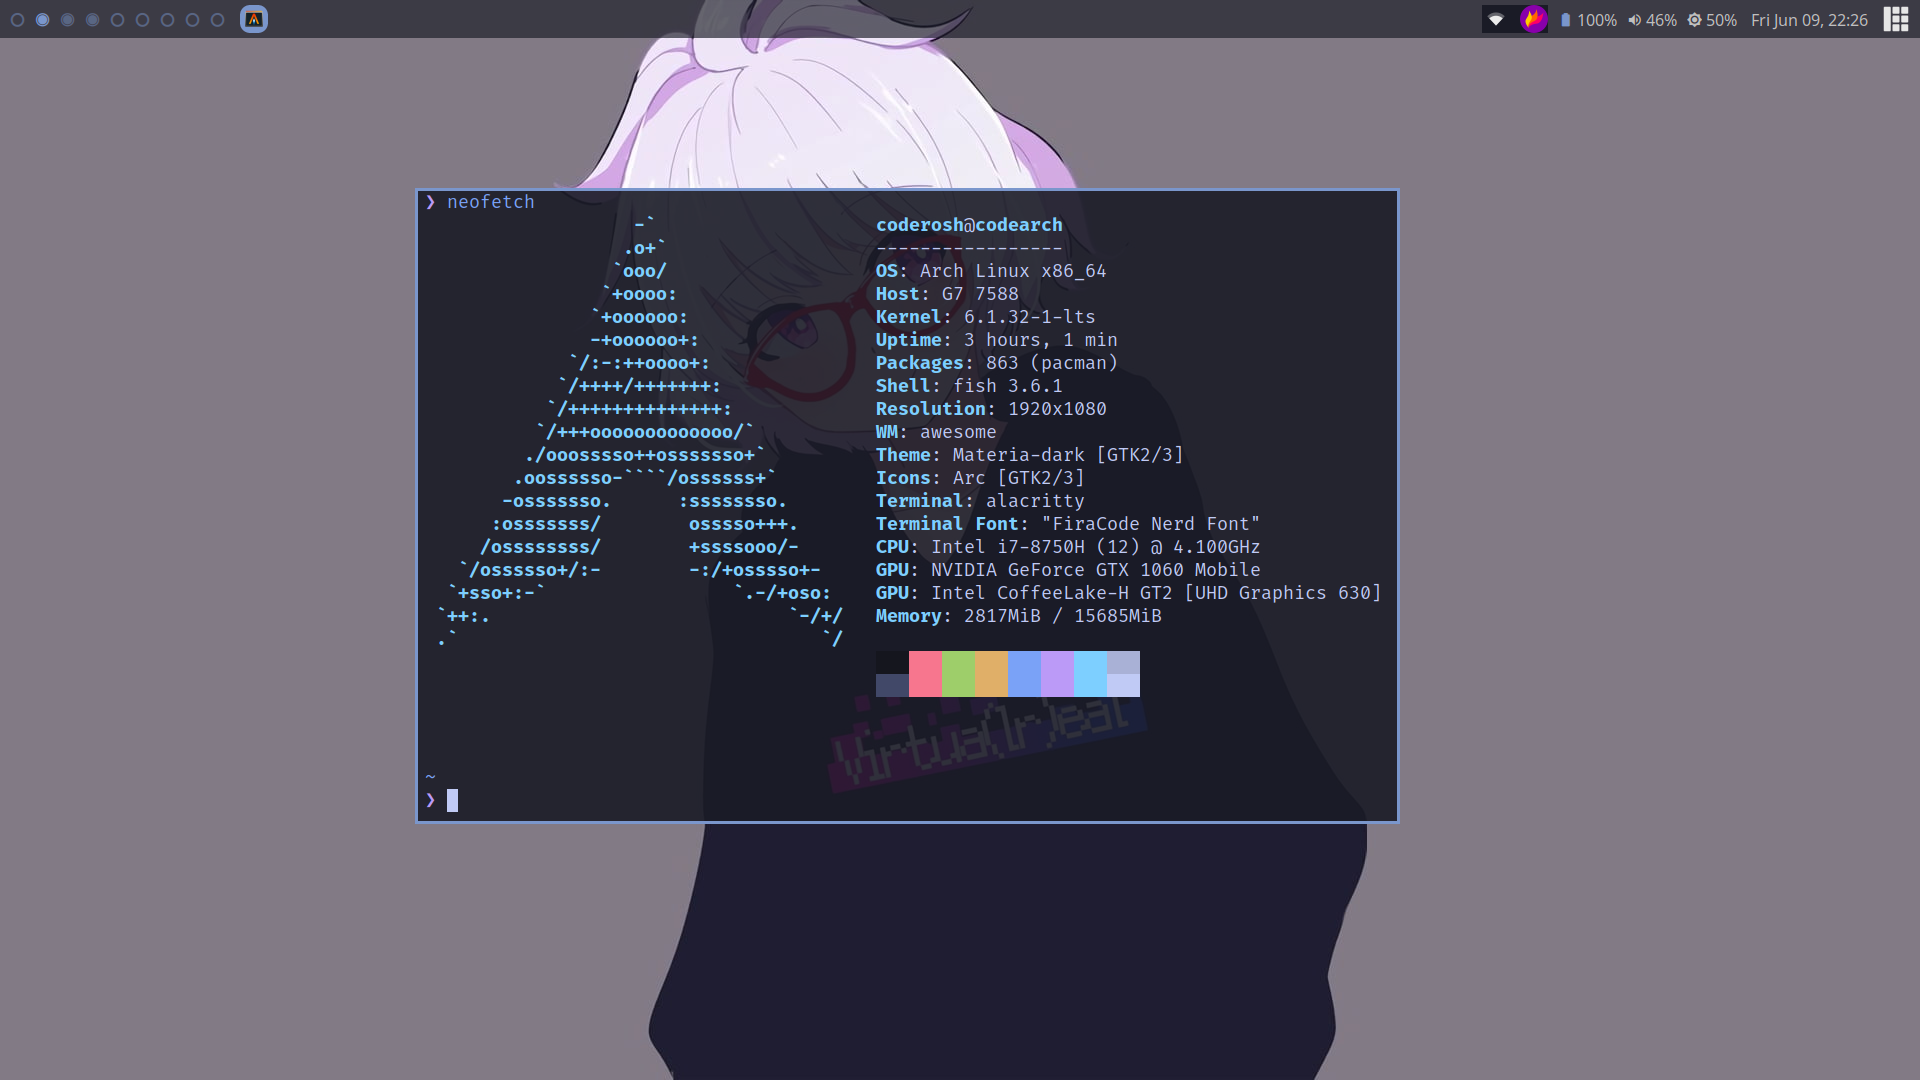 100% 46% 50% Fri Jun 09, 22:26
❯ neofetch
-`
.o+`
`ooo/
`+oooo:
`+oooooo:
-+oooooo+:
`/:-:++oooo+:
`/++++/+++++++:
`/++++++++++++++:
`/+++ooooooooooooo/`
./ooosssso++osssssso+`
.oossssso-````/ossssss+`
-osssssso.      :ssssssso.
:osssssss/        osssso+++.
/ossssssss/        +ssssooo/-
`/ossssso+/:-        -:/+osssso+-
`+sso+:-`                 `.-/+oso:
`++:.                           `-/+/
.`                                 `/
coderosh@codearch
-----------------
OS: Arch Linux x86_64
Host: G7 7588
Kernel: 6.1.32-1-lts
Uptime: 3 hours, 1 min
Packages: 863 (pacman)
Shell: fish 3.6.1
Resolution: 1920x1080
WM: awesome
Theme: Materia-dark [GTK2/3]
Icons: Arc [GTK2/3]
Terminal: alacritty
Terminal Font: "FiraCode Nerd Font"
CPU: Intel i7-8750H (12) @ 4.100GHz
GPU: NVIDIA GeForce GTX 1060 Mobile
GPU: Intel CoffeeLake-H GT2 [UHD Graphics 630]
Memory: 2817MiB / 15685MiB
~
❯